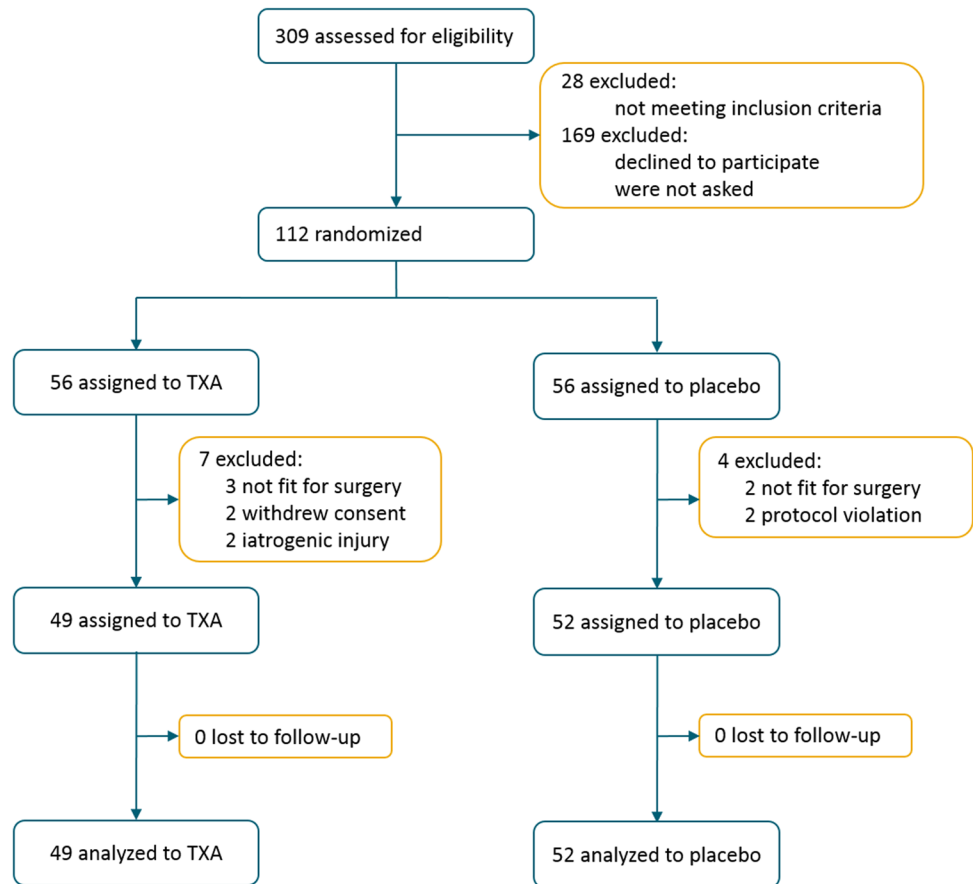 309 assessed for eligibility
28 excluded:
not meeting inclusion criteria
169 excluded:
declined to participate
were not asked
112 randomized
56 assigned to TXA
56 assigned to placebo
7 excluded:
3 not fit for surgery
2 withdrew consent
2 iatrogenic injury
4 excluded:
2 not fit for surgery
2 protocol violation
49 assigned to TXA
52 assigned to placebo
0 lost to follow-up
0 lost to follow-up
49 analyzed to TXA
52 analyzed to placebo